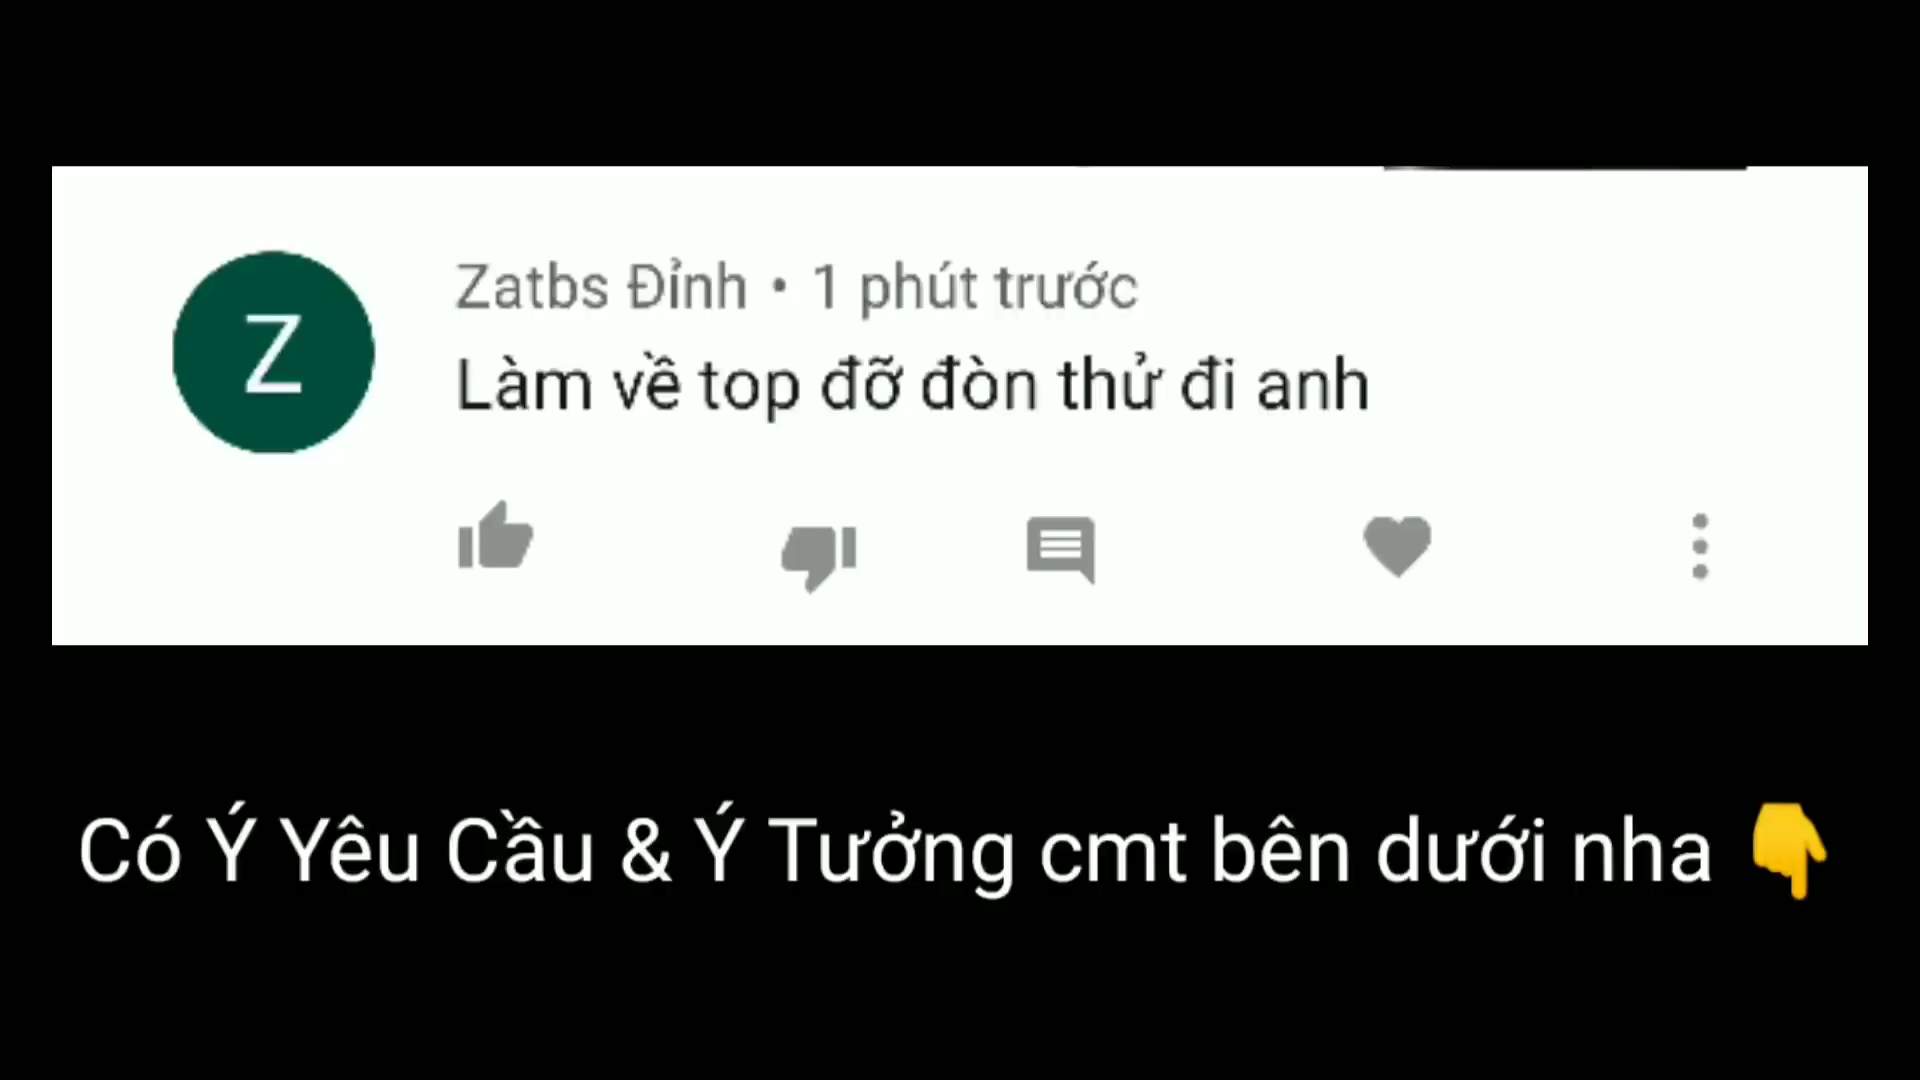 Z
Zatbs Đỉnh • 1 phút trước
Làm về top đỡ đòn thử đi anh
Có Ý Yêu Cầu & Ý Tưởng cmt bên dưới nha 👇